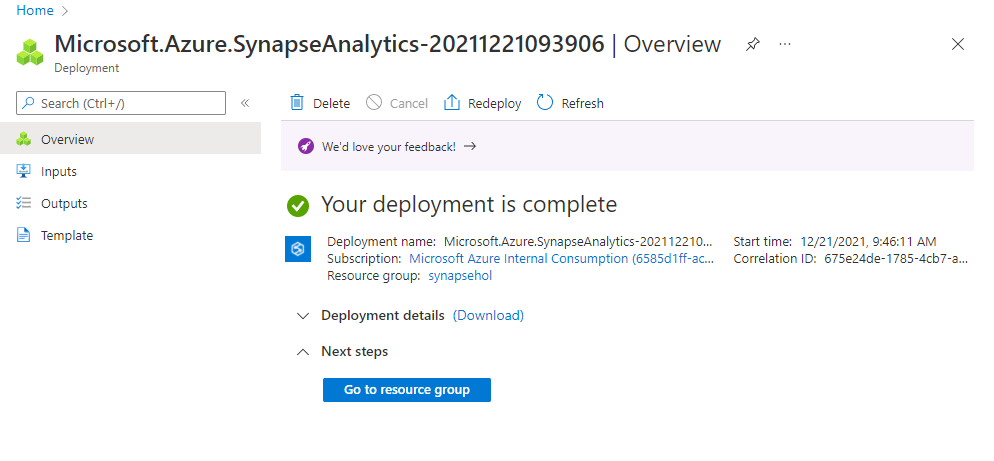 Home
Microsoft.Azure.SynapseAnalytics-20211221093906 | Overview
Deployment
Search (Ctrl+/)
Overview
Inputs
Outputs
Template
Delete Cancel Redeploy Refresh
We'd love your feedback!
Your deployment is complete
Deployment name: Microsoft.Azure.SynapseAnalytics-202112210... Start time: 12/21/2021, 9:46:11 AM
Subscription: Microsoft Azure Internal Consumption (6585d1ff-ac... Correlation ID: 675e24de-1785-4cb7-a...
Resource group: synapsehol
Deployment details (Download)
Next steps
Go to resource group